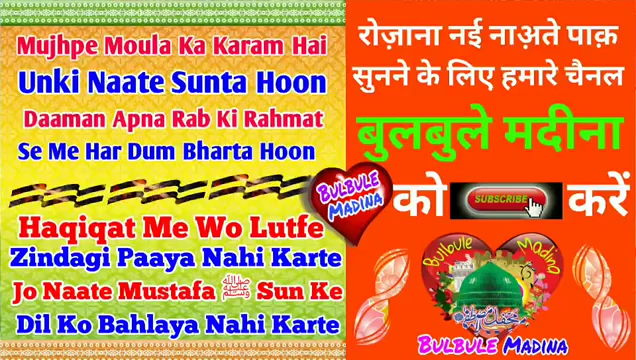 Mujhpe Moula Ka Karam Hai
Unki Naate Sunta Hoon
Daaman Apna Rab Ki Rahmat
Se Me Har Dum Bharta Hoon
Haqiqat Me Wo Lutfe
Zindagi Paaya Nahi Karte
Jo Naate Mustafa ﷺ Sun Ke
Dil Ko Bahlaya Nahi Karte
Bulbule
Madina
रोज़ाना नई नाअ़ते पाक़
सुनने के लिए हमारे चैनल
बुलबुले मदीना
को SUBSCRIBE करें
Bulbule Madina
Bulbule Madina